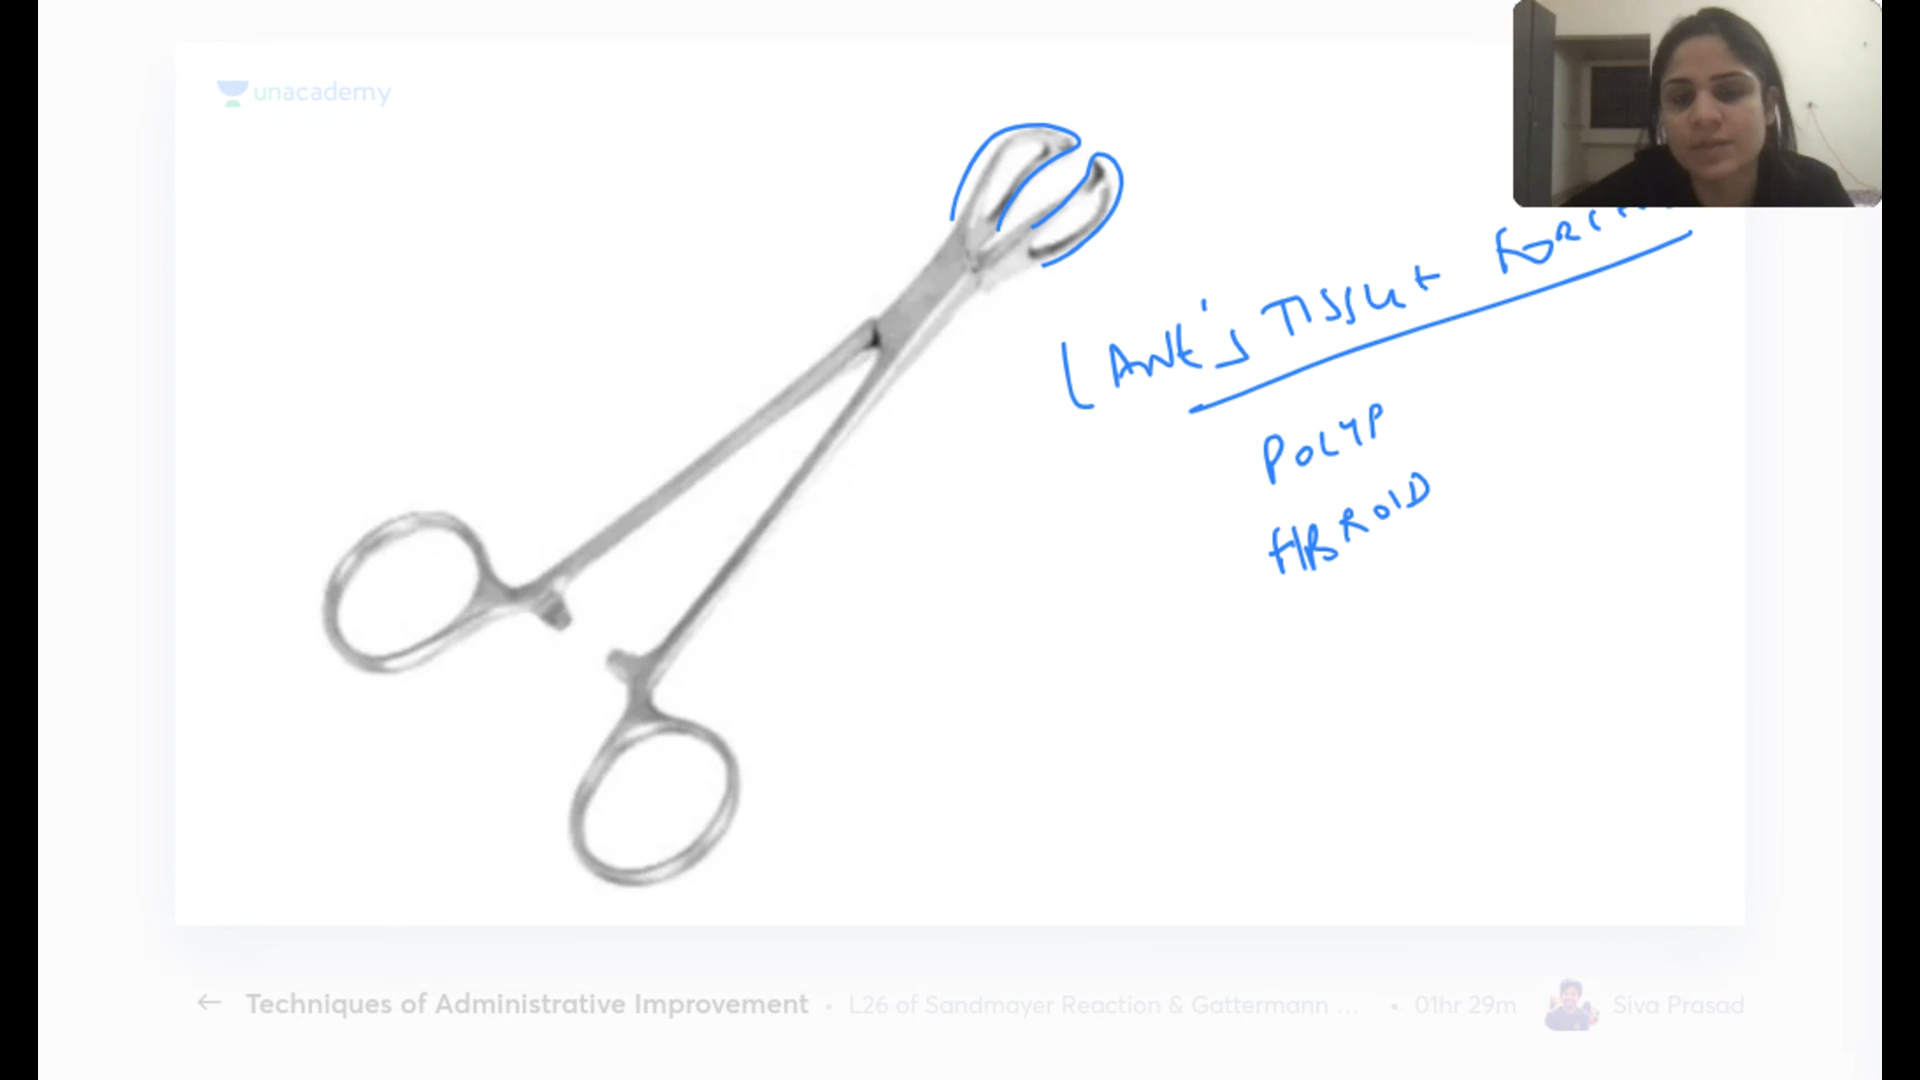 unacademy
LANE'S TISSUE
POLYP
FIBROID
← Techniques of Administrative Improvement • L26 of Sandmayer Reaction & Gattermann ... • 01hr 29m Siva Prasad